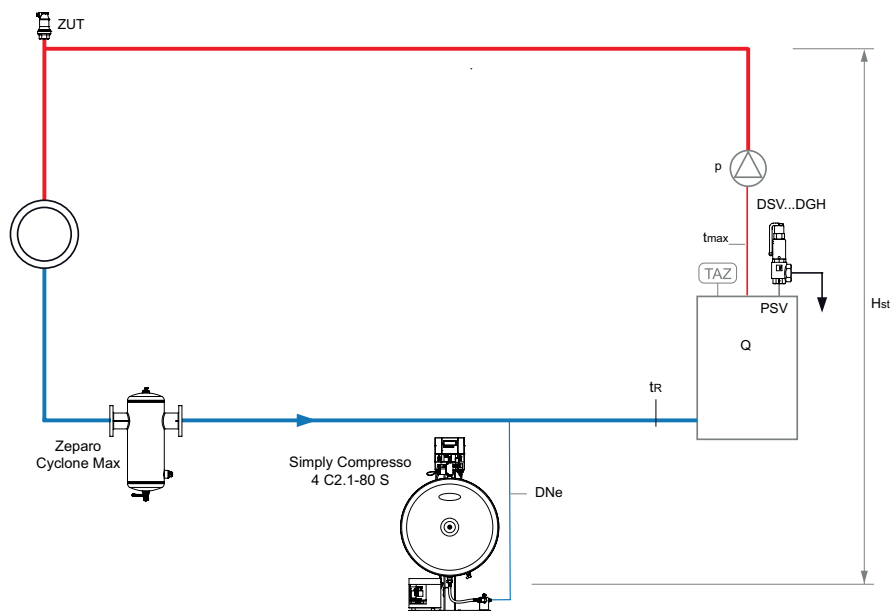 ZUT
p
DSV...DGH
tmax
TAZ
PSV
Hst
Q
tR
Zeparo
Cyclone Max
Simply Compresso
4 C2.1-80 S
DNe